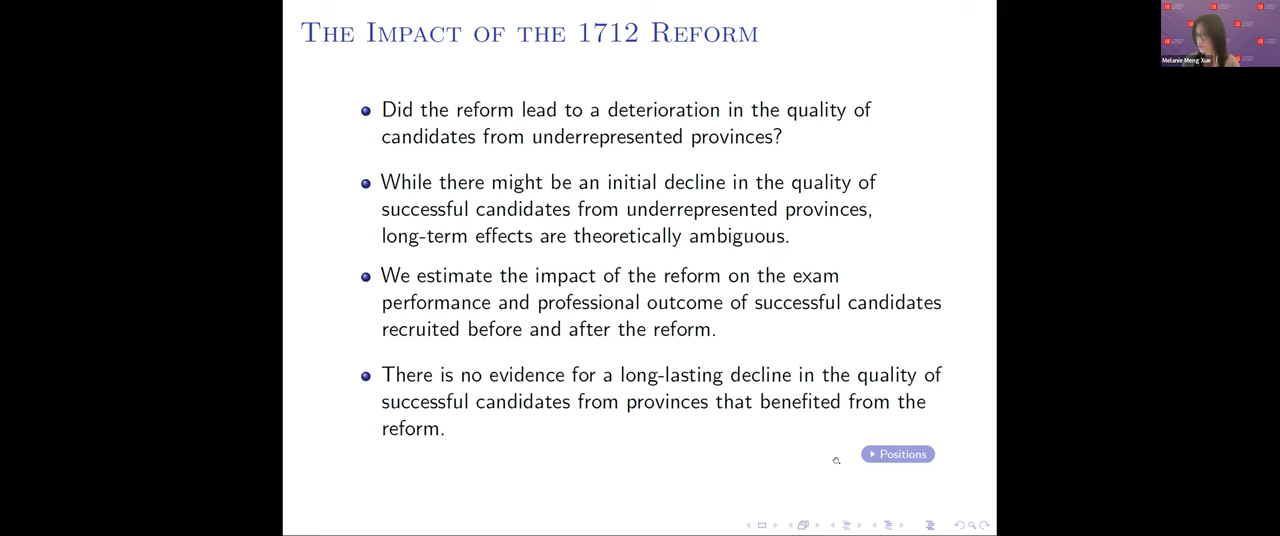 THE IMPACT OF THE 1712 REFORM
Melanie Meng Xue
Did the reform lead to a deterioration in the quality of
candidates from underrepresented provinces?
While there might be an initial decline in the quality of
successful candidates from underrepresented provinces,
long-term effects are theoretically ambiguous.
We estimate the impact of the reform on the exam
performance and professional outcome of successful candidates
recruited before and after the reform.
There is no evidence for a long-lasting decline in the quality of
successful candidates from provinces that benefited from the
reform.
Positions